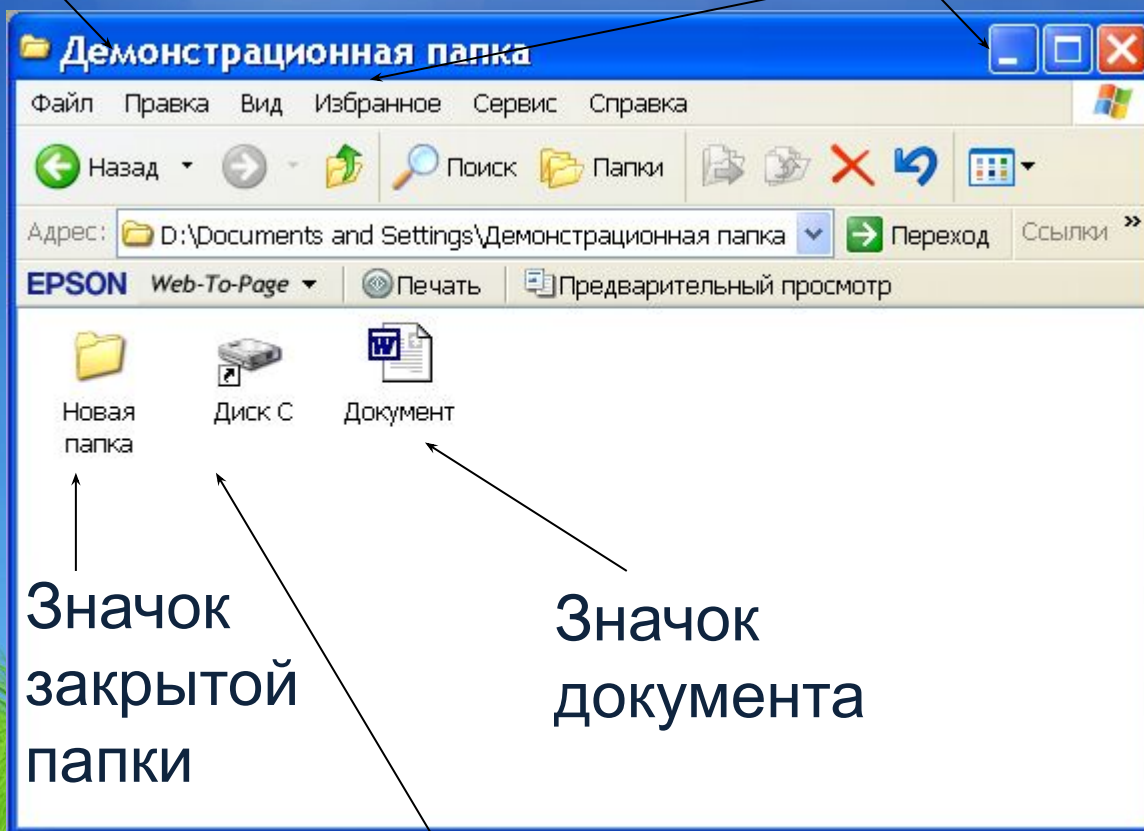 Демонстрационная папка
Файл Правка Вид Избранное Сервис Справка
Назад Поиск Папки
Адрес: D:\Documents and Settings\Демонстрационная папка Переход Ссылки »
EPSON Web-To-Page Печать Предварительный просмотр
Новая
папка
Диск С
Документ
Значок
закрытой
папки
Значок
документа